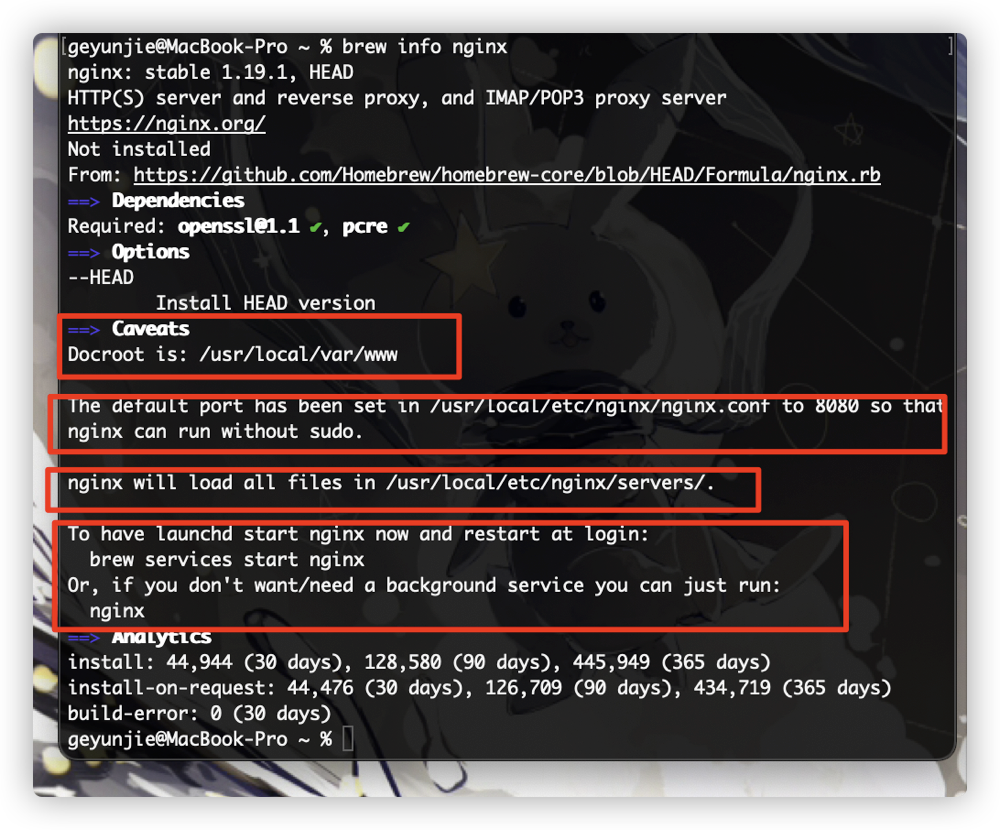 [geyunjie@MacBook-Pro ~ % brew info nginx ]
nginx: stable 1.19.1, HEAD
HTTP(S) server and reverse proxy, and IMAP/POP3 proxy server
https://nginx.org/
Not installed
From: https://github.com/Homebrew/homebrew-core/blob/HEAD/Formula/nginx.rb
==> Dependencies
Required: openssl@1.1 ✔, pcre ✔
==> Options
--HEAD
        Install HEAD version
==> Caveats
Docroot is: /usr/local/var/www
The default port has been set in /usr/local/etc/nginx/nginx.conf to 8080 so that
nginx can run without sudo.
nginx will load all files in /usr/local/etc/nginx/servers/.
To have launchd start nginx now and restart at login:
  brew services start nginx
Or, if you don't want/need a background service you can just run:
  nginx
==> Analytics
install: 44,944 (30 days), 128,580 (90 days), 445,949 (365 days)
install-on-request: 44,476 (30 days), 126,709 (90 days), 434,719 (365 days)
build-error: 0 (30 days)
geyunjie@MacBook-Pro ~ %